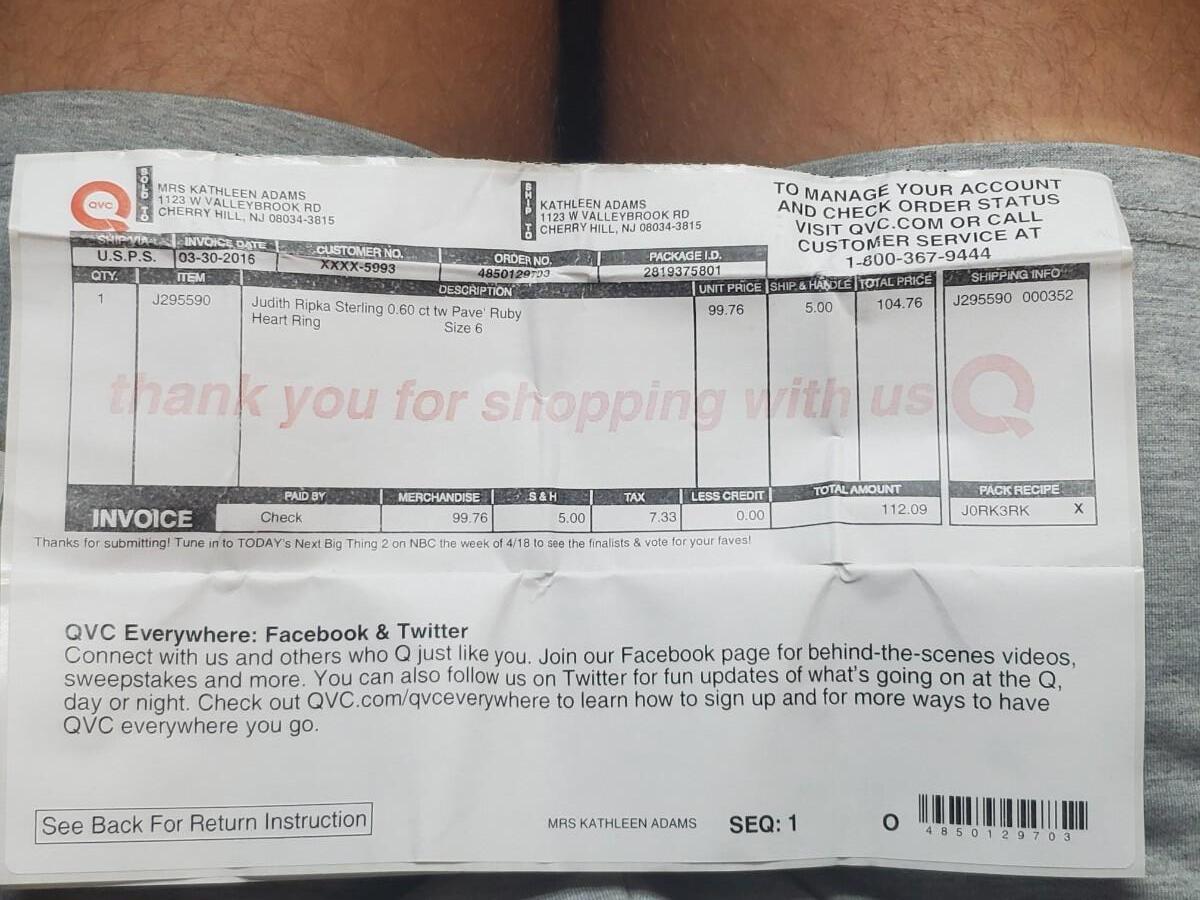 QVC
SOLD TO
MRS KATHLEEN ADAMS
1123 W VALLEYBROOK RD
CHERRY HILL, NJ 08034-3815
SHIP TO
KATHLEEN ADAMS
1123 W VALLEYBROOK RD
CHERRY HILL, NJ 08034-3815
TO MANAGE YOUR ACCOUNT
AND CHECK ORDER STATUS
VISIT QVC.COM OR CALL
CUSTOMER SERVICE AT
1-800-367-9444
SHIP VIA INVOICE DATE CUSTOMER NO. ORDER NO. PACKAGE I.D.
U.S.P.S. 03-30-2016 XXXX-5993 4850129703 2819375801
QTY. ITEM DESCRIPTION UNIT PRICE SHIP & HANDLE TOTAL PRICE SHIPPING INFO
1 J295590 Judith Ripka Sterling 0.60 ct tw Pave' Ruby 99.76 5.00 104.76 J295590 000352
Heart Ring Size 6
thank you for shopping with us Q
PAID BY MERCHANDISE S & H TAX LESS CREDIT TOTAL AMOUNT PACK RECIPE
INVOICE Check 99.76 5.00 7.33 0.00 112.09 J0RK3RK X
Thanks for submitting! Tune in to TODAY's Next Big Thing 2 on NBC the week of 4/18 to see the finalists & vote for your faves!
QVC Everywhere: Facebook & Twitter
Connect with us and others who Q just like you. Join our Facebook page for behind-the-scenes videos,
sweepstakes and more. You can also follow us on Twitter for fun updates of what's going on at the Q,
day or night. Check out QVC.com/qvceverywhere to learn how to sign up and for more ways to have
QVC everywhere you go.
See Back For Return Instruction
MRS KATHLEEN ADAMS SEQ: 1 O
4850129703